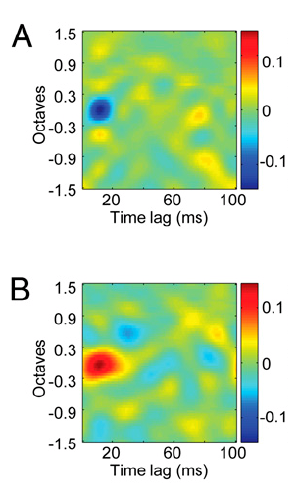 A
1.5
0.9
0.3
-0.3
-0.9
-1.5
Octaves
20 60 100
Time lag (ms)
0.1
0
-0.1
B
1.5
0.9
0.3
-0.3
-0.9
-1.5
Octaves
20 60 100
Time lag (ms)
0.1
0
-0.1